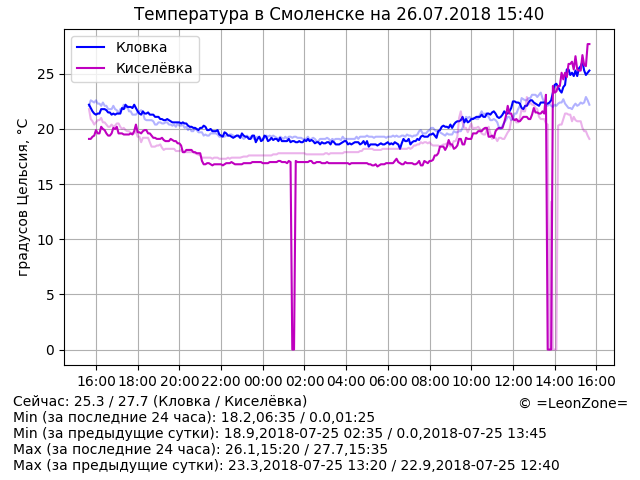 Температура в Смоленске на 26.07.2018 15:40
Кловка
Киселёвка
градусов Цельсия, °C
25
20
15
10
5
0
16:00 18:00 20:00 22:00 00:00 02:00 04:00 06:00 08:00 10:00 12:00 14:00 16:00
Сейчас: 25.3 / 27.7 (Кловка / Киселёвка)
© =LeonZone=
Min (за последние 24 часа): 18.2,06:35 / 0.0,01:25
Min (за предыдущие сутки): 18.9,2018-07-25 02:35 / 0.0,2018-07-25 13:45
Max (за последние 24 часа): 26.1,15:20 / 27.7,15:35
Max (за предыдущие сутки): 23.3,2018-07-25 13:20 / 22.9,2018-07-25 12:40